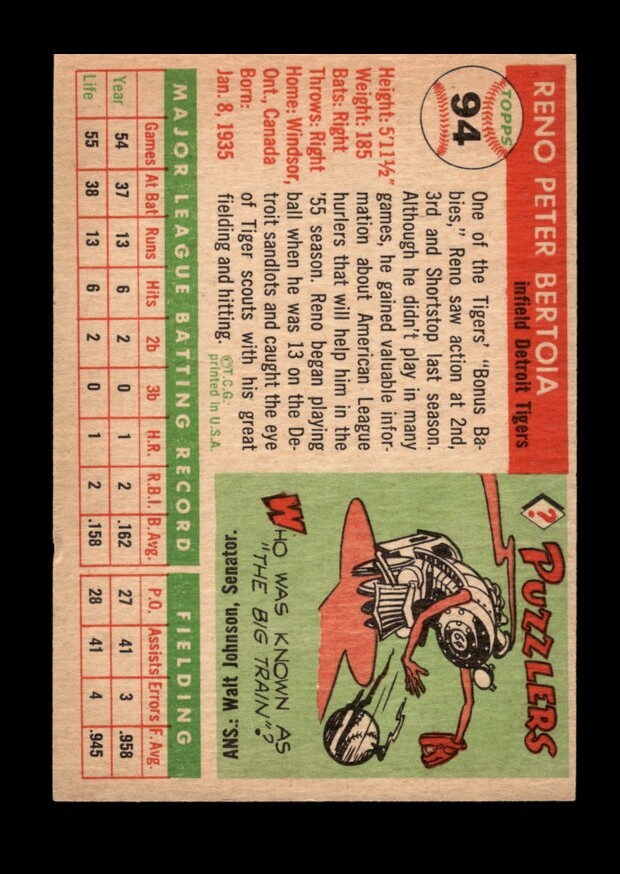 TOPPS
94
RENO PETER BERTOIA
infield Detroit Tigers
Height: 5'11½"
Weight: 185
Bats: Right
Throws: Right
Home: Windsor,
Ont., Canada
Born:
Jan. 8, 1935
One of the Tigers' "Bonus Ba-
bies," Reno saw action at 2nd,
3rd and Shortstop last season.
Although he didn't play in many
games, he gained valuable infor-
mation about American League
hurlers that will help him in the
'55 season. Reno began playing
ball when he was 13 on the De-
troit sandlots and caught the eye
of Tiger scouts with his great
fielding and hitting.
©T.C.G.
printed in U.S.A.
? PUZZLERS
WHO WAS KNOWN AS
"THE BIG TRAIN"?
ANS.: Walt Johnson, Senator.
MAJOR LEAGUE BATTING RECORD FIELDING
Games At Bat Runs Hits 2b 3b H.R. R.B.I. B.Avg. P.O. Assists Errors F.Avg.
Year 54 37 13 6 2 0 1 2 .162 27 41 3 .958
Life 55 38 13 6 2 0 1 2 .158 28 41 4 .945